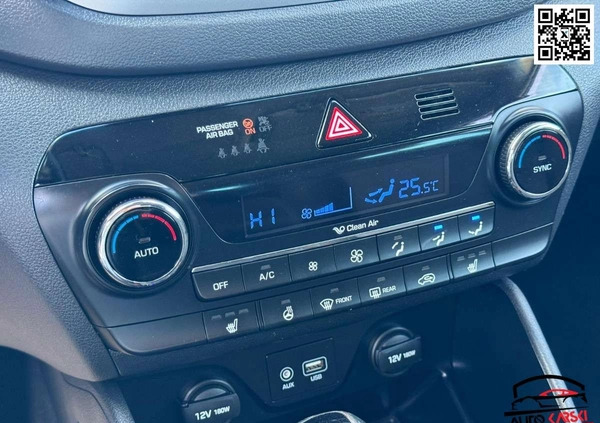 PASSENGER
AIR BAG
ON
OFF
SYNC
HI
25.5°C
Clean Air
AUTO
OFF
A/C
FRONT
REAR
AUX
USB
12V 180W
12V 180W
AUTO KARSKI